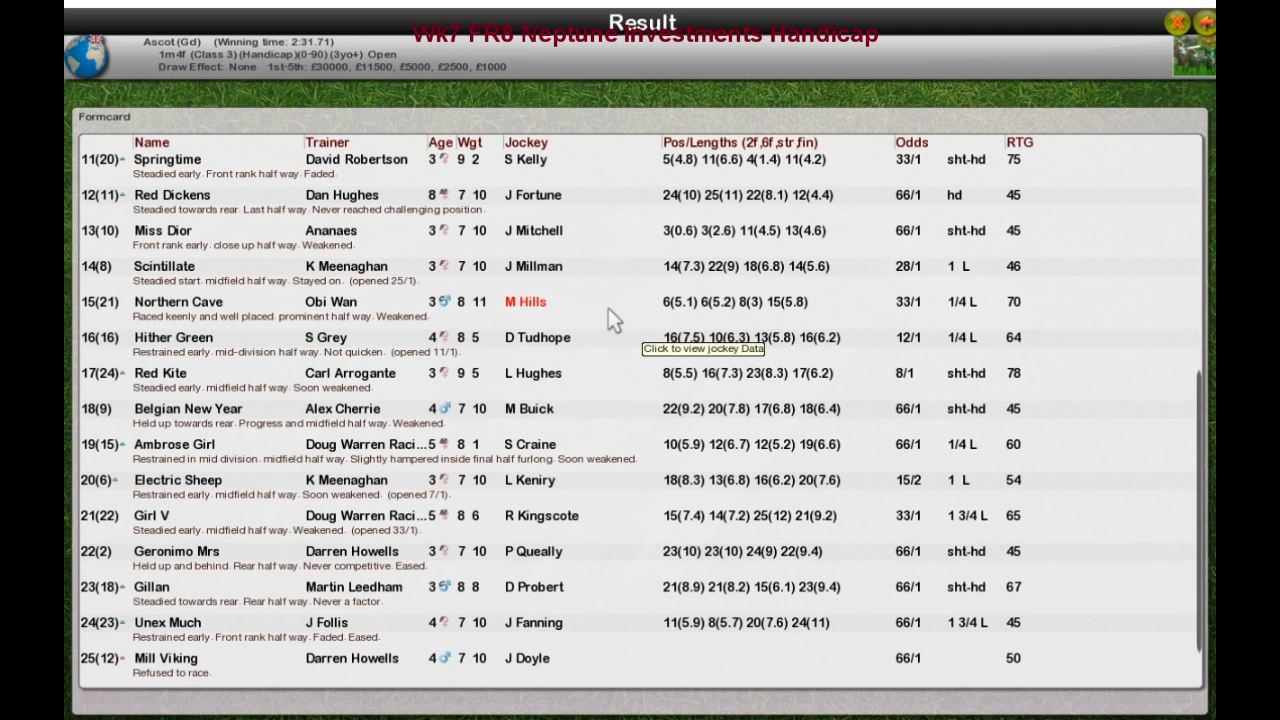 Result
Wk7 FR8 Neptune Investments Handicap
Ascot(Gd) (Winning time: 2:31.71)
1m4f (Class 3)(Handicap)(0-90)(3yo+) Open
Draw Effect: None 1st-5th: £30000, £11500, £5000, £2500, £1000
Formcard
Name Trainer Age Wgt Jockey Pos/Lengths (2f,6f,str,fin) Odds RTG
11(20) Springtime David Robertson 3 9 2 S Kelly 5(4.8) 11(6.6) 4(1.4) 11(4.2) 33/1 sht-hd 75
Steadied early. Front rank half way. Faded.
12(11) Red Dickens Dan Hughes 8 7 10 J Fortune 24(10) 25(11) 22(8.1) 12(4.4) 66/1 hd 45
Steadied towards rear. Last half way. Never reached challenging position.
13(10) Miss Dior Ananaes 3 7 10 J Mitchell 3(0.6) 3(2.6) 11(4.5) 13(4.6) 66/1 sht-hd 45
Front rank early. close up half way. Weakened.
14(8) Scintillate K Meenaghan 3 7 10 J Millman 14(7.3) 22(9) 18(6.8) 14(5.6) 28/1 1 L 46
Steadied start. midfield half way. Stayed on. (opened 25/1).
15(21) Northern Cave Obi Wan 3 8 11 M Hills 6(5.1) 6(5.2) 8(3) 15(5.8) 33/1 1/4 L 70
Raced keenly and well placed. prominent half way. Weakened.
16(16) Hither Green S Grey 4 8 5 D Tudhope 16(7.5) 10(6.3) 13(5.8) 16(6.2) 12/1 1/4 L 64
Click to view jockey Data
Restrained early. mid-division half way. Not quicken. (opened 11/1).
17(24) Red Kite Carl Arrogante 3 9 5 L Hughes 8(5.5) 16(7.3) 23(8.3) 17(6.2) 8/1 sht-hd 78
Steadied early. midfield half way. Soon weakened.
18(9) Belgian New Year Alex Cherrie 4 7 10 M Buick 22(9.2) 20(7.8) 17(6.8) 18(6.4) 66/1 sht-hd 45
Held up towards rear. Progress and midfield half way. Weakened.
19(15) Ambrose Girl Doug Warren Raci... 5 8 1 S Craine 10(5.9) 12(6.7) 12(5.2) 19(6.6) 66/1 1/4 L 60
Restrained in mid division. midfield half way. Slightly hampered inside final half furlong. Soon weakened.
20(6) Electric Sheep K Meenaghan 3 7 10 L Keniry 18(8.3) 13(6.8) 16(6.2) 20(7.6) 15/2 1 L 54
Restrained early. midfield half way. Soon weakened. (opened 7/1).
21(22) Girl V Doug Warren Raci... 5 8 6 R Kingscote 15(7.4) 14(7.2) 25(12) 21(9.2) 33/1 1 3/4 L 65
Steadied early. midfield half way. Weakened. (opened 33/1).
22(2) Geronimo Mrs Darren Howells 3 7 10 P Queally 23(10) 23(10) 24(9) 22(9.4) 66/1 sht-hd 45
Held up and behind. Rear half way. Never competitive. Eased.
23(18) Gillan Martin Leedham 3 8 8 D Probert 21(8.9) 21(8.2) 15(6.1) 23(9.4) 66/1 sht-hd 67
Steadied towards rear. Rear half way. Never a factor.
24(23) Unex Much J Follis 4 7 10 J Fanning 11(5.9) 8(5.7) 20(7.6) 24(11) 66/1 1 3/4 L 45
Restrained early. Front rank half way. Faded. Eased.
25(12) Mill Viking Darren Howells 4 7 10 J Doyle 66/1 50
Refused to race.